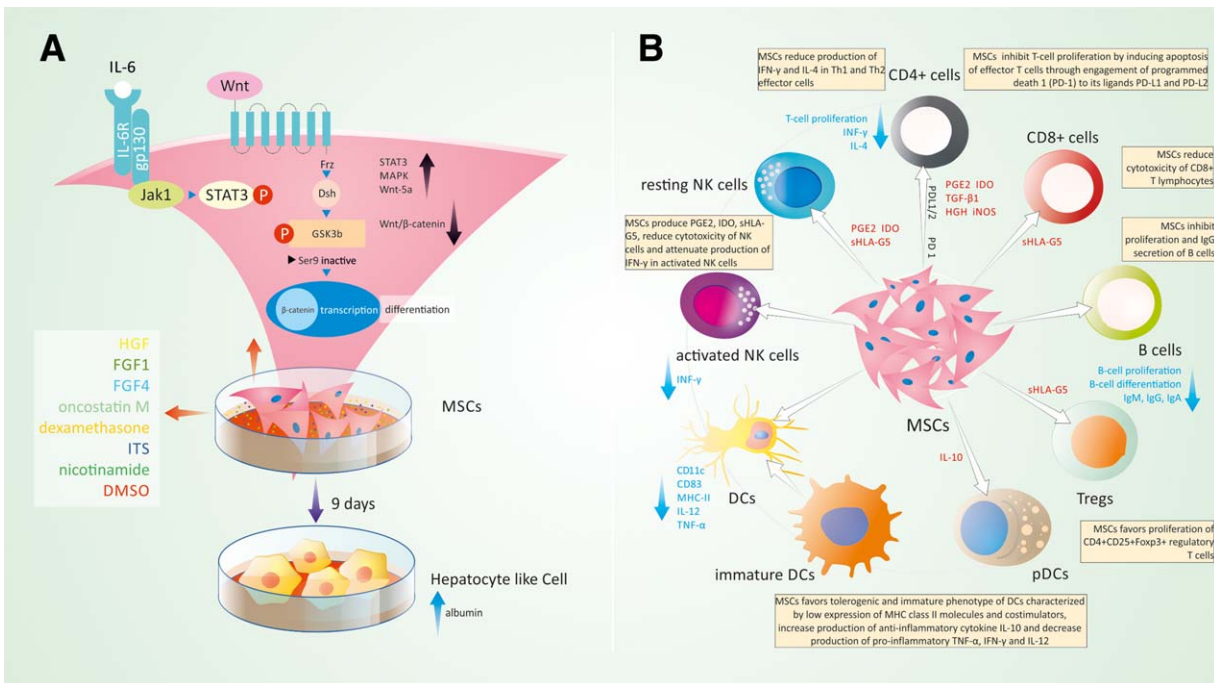 A
IL-6
IL-6R
gp130
Jak1
STAT3
P
Wnt
Frz
Dsh
P
GSK3b
Ser9 inactive
β-catenin
transcription
differentiation
STAT3
MAPK
Wnt-5a
Wnt/β-catenin
HGF
FGF1
FGF4
oncostatin M
dexamethasone
ITS
nicotinamide
DMSO
MSCs
9 days
Hepatocyte like Cell
albumin
B
MSCs reduce production of
IFN-γ and IL-4 in Th1 and Th2
effector cells
CD4+ cells
MSCs inhibit T-cell proliferation by inducing apoptosis
of effector T cells through engagement of programmed
death 1 (PD-1) to its ligands PD-L1 and PD-L2
T-cell proliferation
INF-γ
IL-4
CD8+ cells
MSCs reduce
cytotoxicity of CD8+
T lymphocytes
resting NK cells
PDL1/2
PD 1
PGE2 IDO
TGF-β1
HGH iNOS
PGE2 IDO
sHLA-G5
sHLA-G5
MSCs produce PGE2, IDO, sHLA-
G5, reduce cytotoxicity of NK
cells and attenuate production of
IFN-γ in activated NK cells
MSCs inhibit
proliferation and IgG
secretion of B cells
activated NK cells
INF-γ
B cells
B-cell proliferation
B-cell differentiation
IgM, IgG, IgA
MSCs
sHLA-G5
IL-10
Tregs
MSCs favors proliferation of
CD4+CD25+Foxp3+ regulatory
T cells
CD11c
CD83
MHC-II
IL-12
TNF-α
DCs
immature DCs
pDCs
MSCs favors tolerogenic and immature phenotype of DCs characterized
by low expression of MHC class II molecules and costimulators,
increase production of anti-inflammatory cytokine IL-10 and decrease
production of pro-inflammatory TNF-α, IFN-γ and IL-12